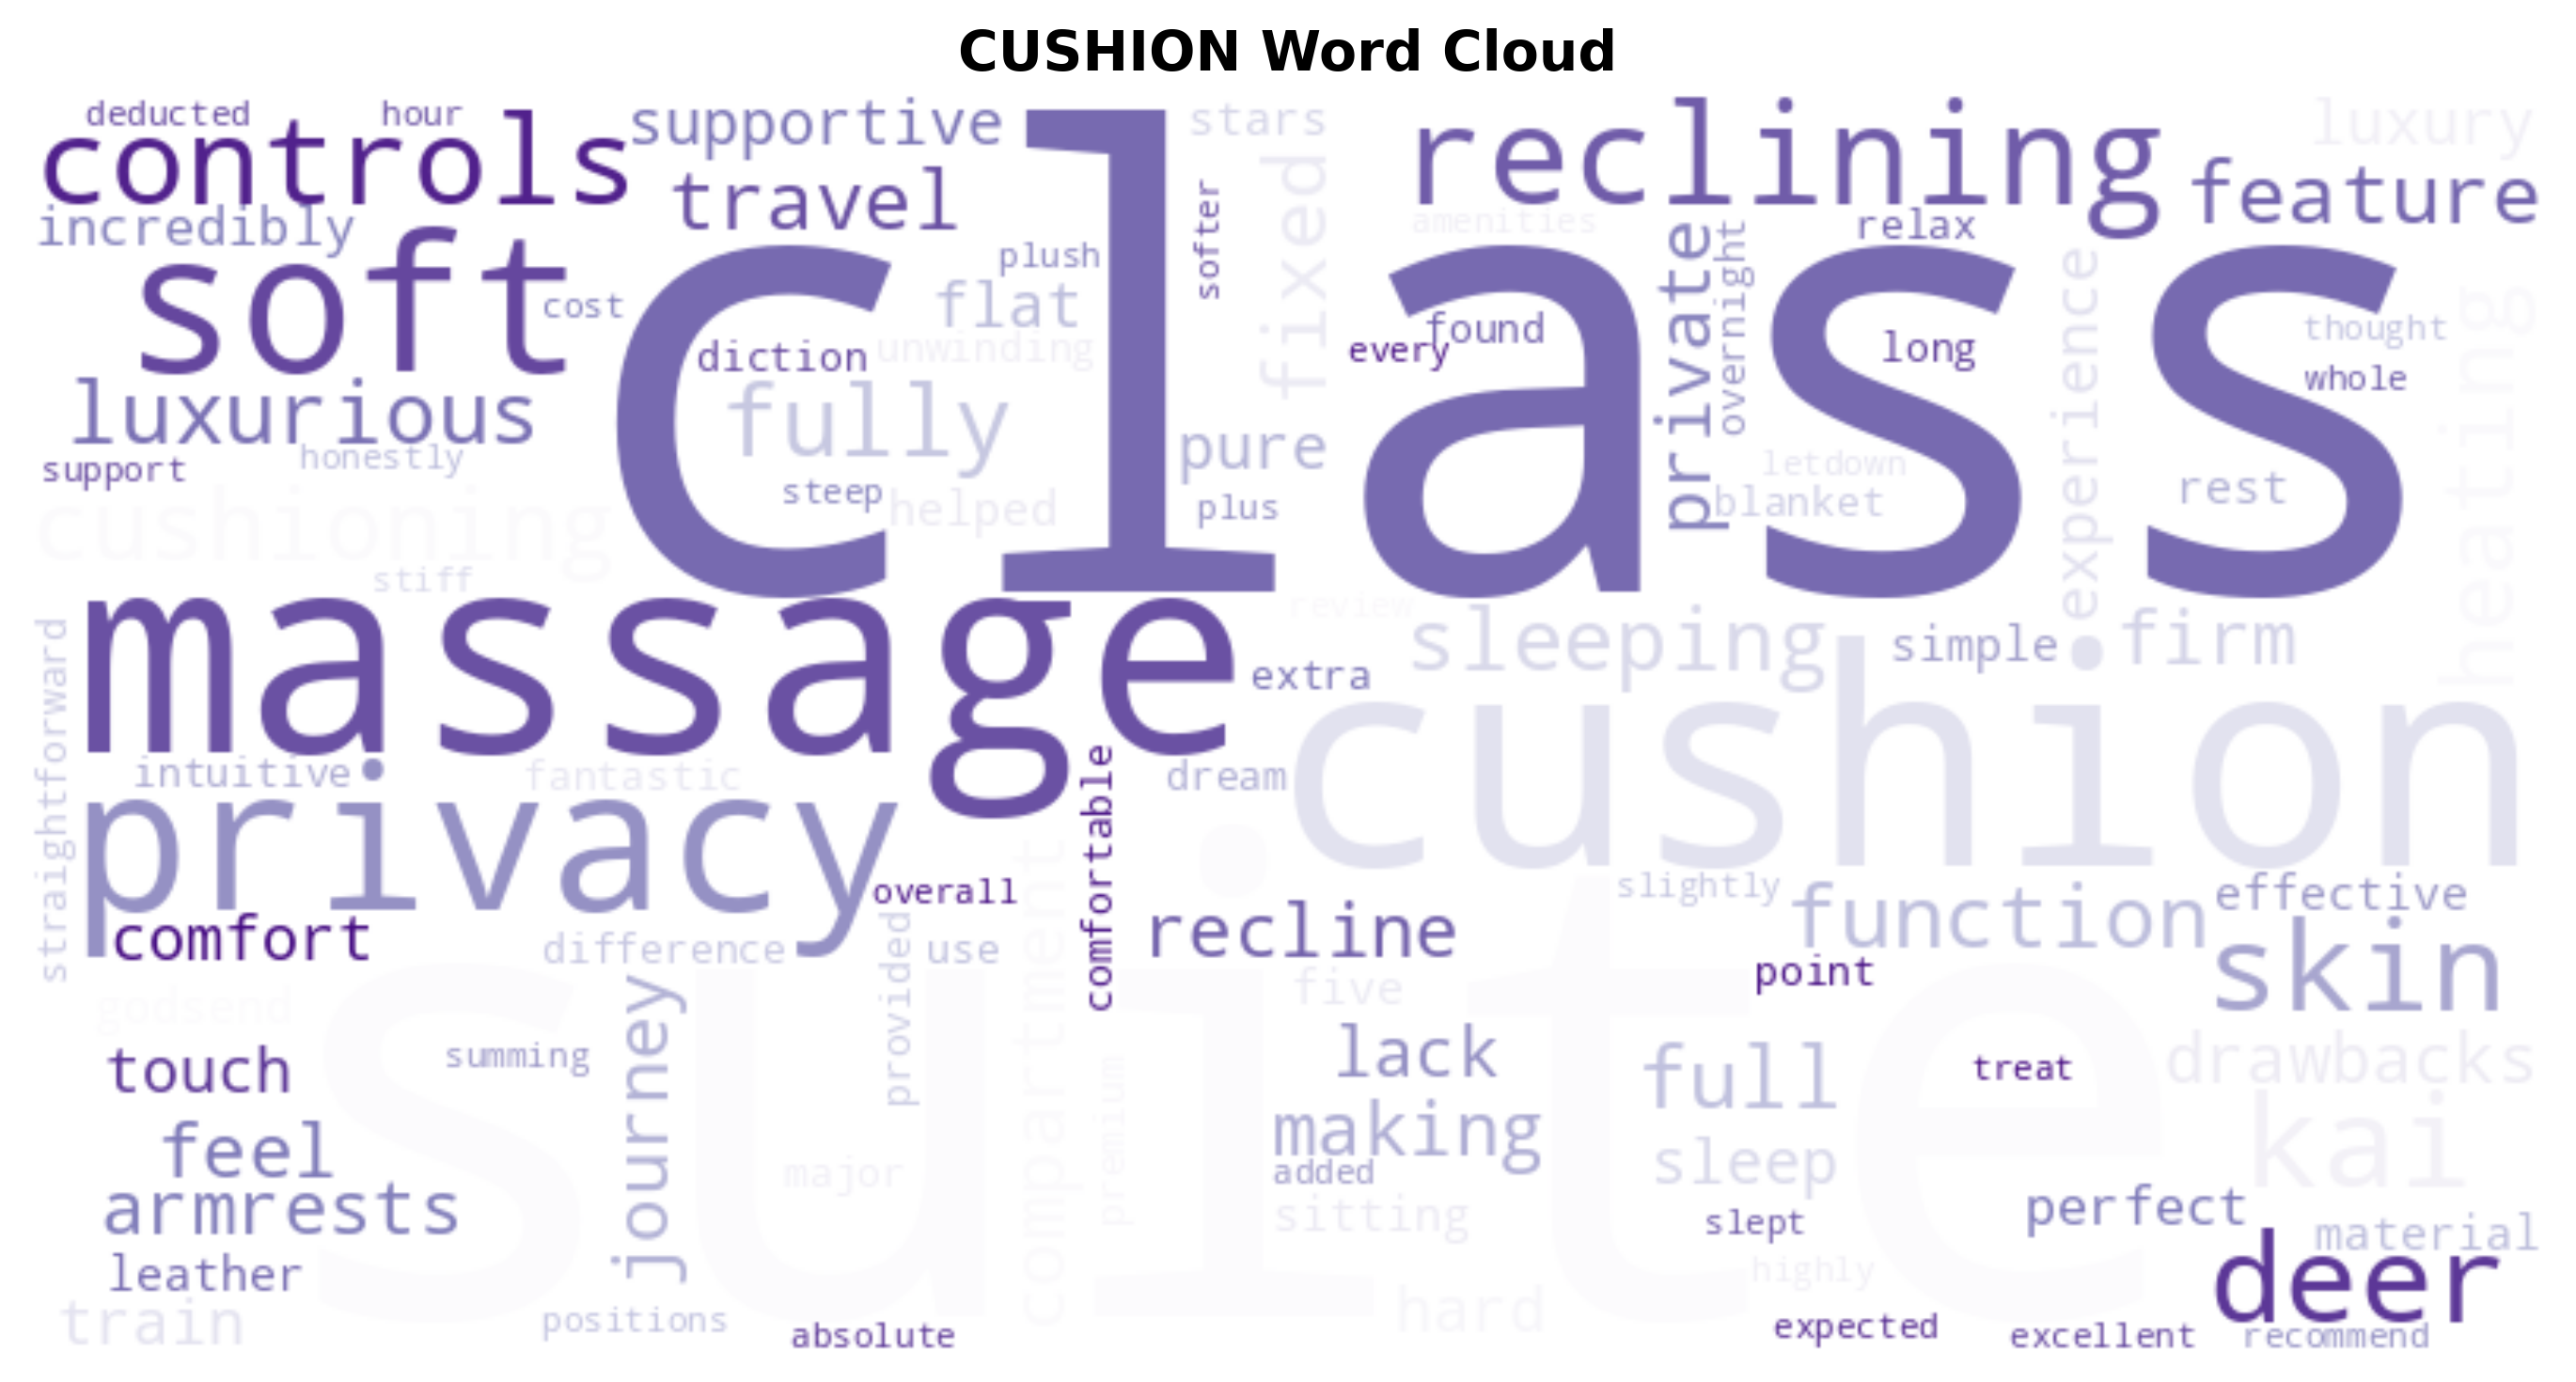 CUSHION Word Cloud
deducted
hour
supportive
stars
reclining
luxury
controls
travel
feature
incredibly
amenities
relax
soft
softer
fixed
private
overnight
plush
class
cost
flat
found
every
long
thought
diction
unwinding
whole
experience
heating
luxurious
fully
pure
honestly
support
steep
helped
plus
letdown
blanket
rest
cushioning
stiff
review
massage
sleeping
simple
firm
extra
straightforward
cushion
intuitive
fantastic
dream
comfortable
privacy
overall
slightly
function
effective
comfort
difference
provided
use
compartment
recline
point
skin
godsend
suite
five
touch
summing
journey
premium
lack
full
treat
drawbacks
feel
major
making
added
sleep
kai
armrests
sitting
slept
perfect
material
leather
highly
deer
train
positions
absolute
hard
expected
excellent
recommend